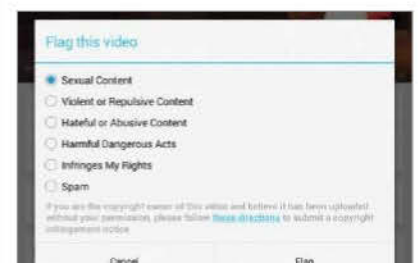 Flag this video
Sexual Content
Violent or Repulsive Content
Hateful or Abusive Content
Harmful Dangerous Acts
Infringes My Rights
Spam
If you are the copyright owner of this video and believe it has been uploaded
without your permission, please follow these directions to submit a copyright
infringement notice
Cancel Flag